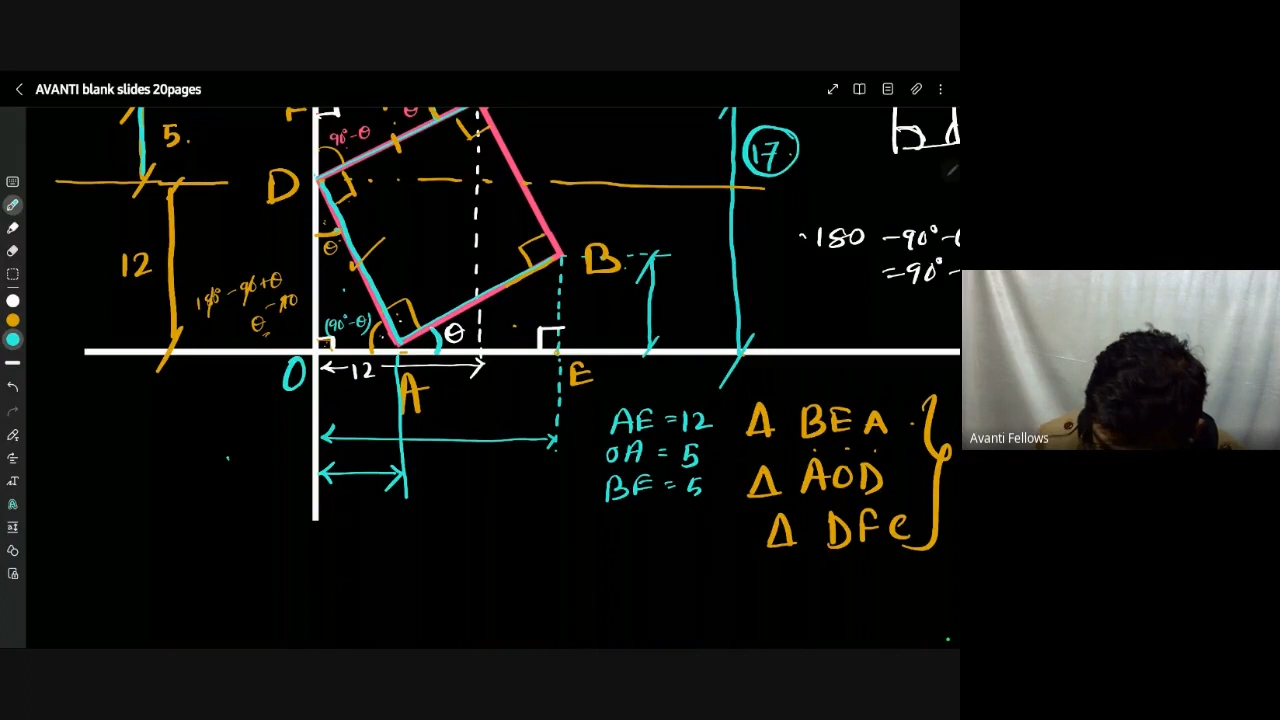 AVANTI blank slides 20pages
F
θ
5.
90°-θ
17
D
θ
12
B
180 -90°-θ
=90°-
(90°-θ)
θ
θ
12
O
A
E
AE = 12
OA = 5
BE = 5
Δ BEA
Δ AOD
Δ DFC
Avanti Fellows